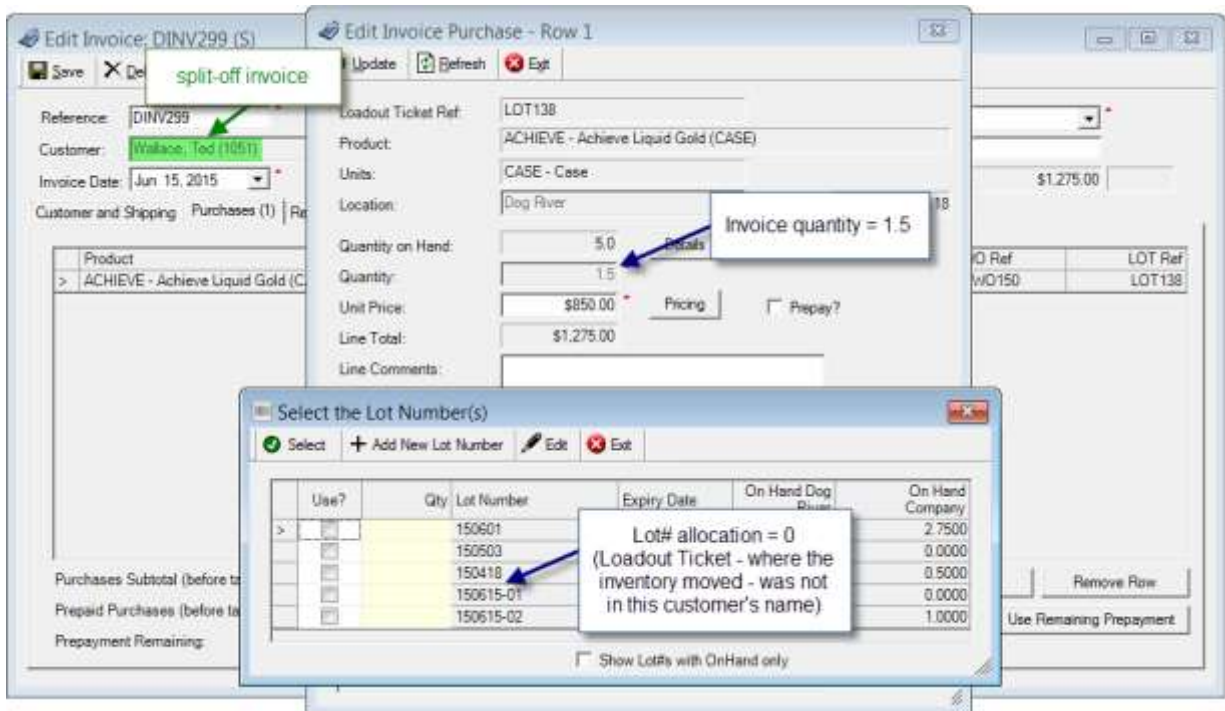 Edit Invoice: DINV299 (S)
Save
split-off invoice
Reference: DINV299
Customer: Wallace, Ted (1051)
Invoice Date: Jun 15, 2015
Customer and Shipping
Purchases (1)
Product
> ACHIEVE - Achieve Liquid Gold (C
Purchases Subtotal (before ta
Prepaid Purchases (before ta
Prepayment Remaining:
Edit Invoice Purchase - Row 1
Update
Refresh
Exit
Loadout Ticket Ref: LOT138
Product: ACHIEVE - Achieve Liquid Gold (CASE)
Units: CASE - Case
Location: Dog River
Invoice quantity = 1.5
Quantity on Hand: 5.0
Details
Quantity: 1.5
Unit Price: $850.00 *
Pricing
Prepay?
Line Total: $1,275.00
Line Comments:
$1,275.00
LOT Ref
WO150
LOT138
Select the Lot Number(s)
Select
Add New Lot Number
Edit
Exit
Use?
Qty
Lot Number
Expiry Date
On Hand Dog River
On Hand Company
> 150601 2.7500
150503 0.0000
150418 0.5000
150615-01 0.0000
150615-02 1.0000
Lot# allocation = 0
(Loadout Ticket - where the
inventory moved - was not
in this customer's name)
Show Lot#s with OnHand only
Remove Row
Use Remaining Prepayment